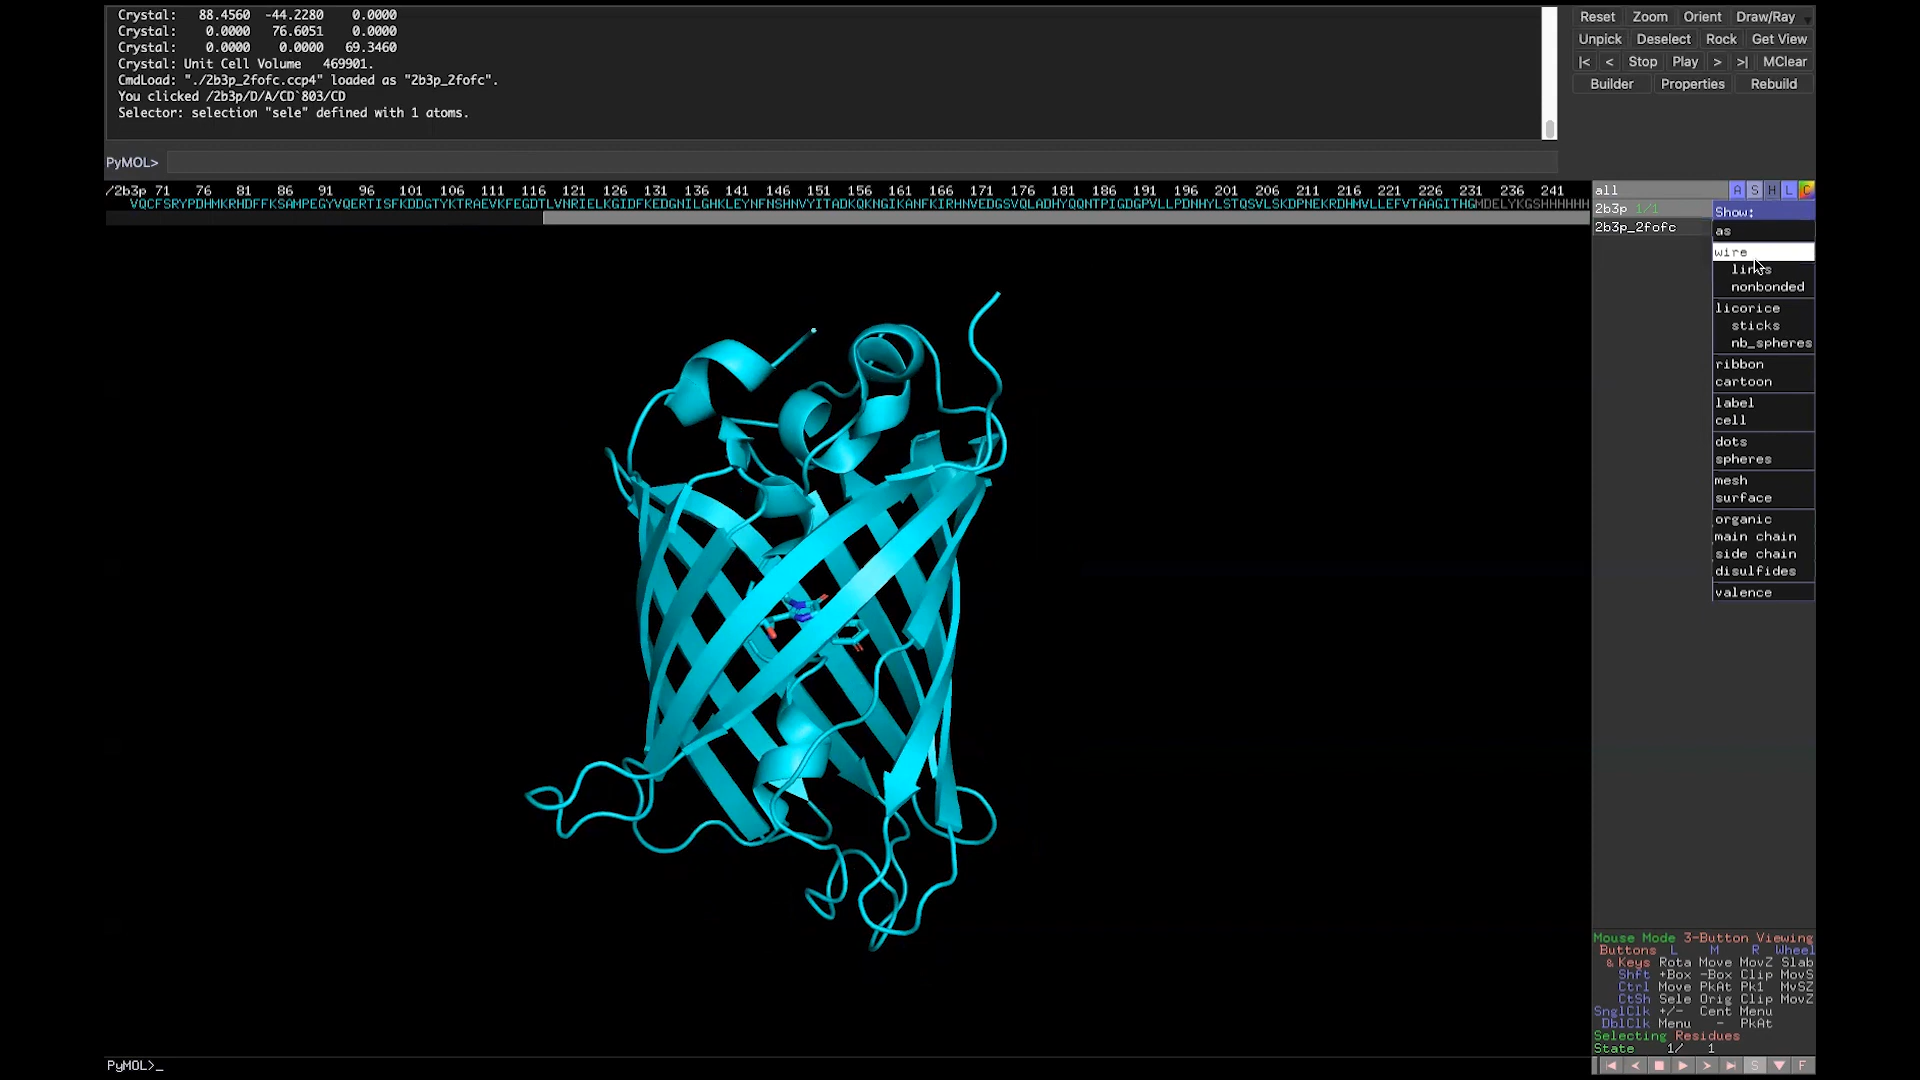 Crystal:   88.4560  -44.2280    0.0000
Crystal:    0.0000   76.6051    0.0000
Crystal:    0.0000    0.0000   69.3460
Crystal: Unit Cell Volume   469901.
CmdLoad: "./2b3p_2fofc.ccp4" loaded as "2b3p_2fofc".
You clicked /2b3p/D/A/CD`803/CD
Selector: selection "sele" defined with 1 atoms.
Reset Zoom Orient Draw/Ray
Unpick Deselect Rock Get View
|< < Stop Play > >| MClear
Builder Properties Rebuild
PyMOL>
/2b3p 71 76 81 86 91 96 101 106 111 116 121 126 131 136 141 146 151 156 161 166 171 176 181 186 191 196 201 206 211 216 221 226 231 236 241
VQCFSRYPDHMKRHDFFKSAMPEGYVQERTISFKDDGTYKTRAEVKFEGDTLVNRIELKGIDFKEDGNILGHKLEYNFNSHNVYITADKQKNGIKANFKIRHNVEDGSVQLADHYQQNTPIGDGPVLLPDNHYLSTQSVLSKDPNEKRDHMVLLEFVTAAGITHGMDELYKGSHHHHHH
all A S H L C
2b3p 1/1
2b3p_2fofc
Show:
as
wire
lines
nonbonded
licorice
sticks
nb_spheres
ribbon
cartoon
label
cell
dots
spheres
mesh
surface
organic
main chain
side chain
disulfides
valence
Mouse Mode 3-Button Viewing
Buttons L M R Wheel
& Keys Rota Move MovZ Slab
Shft +Box -Box Clip MovS
Ctrl Move PkAt Pk1 MvSZ
CtSh Sele Orig Clip MovZ
SnglClk +/- Cent Menu
DblClk Menu - PkAt
Selecting Residues
State 1/ 1
PyMOL>_
S F